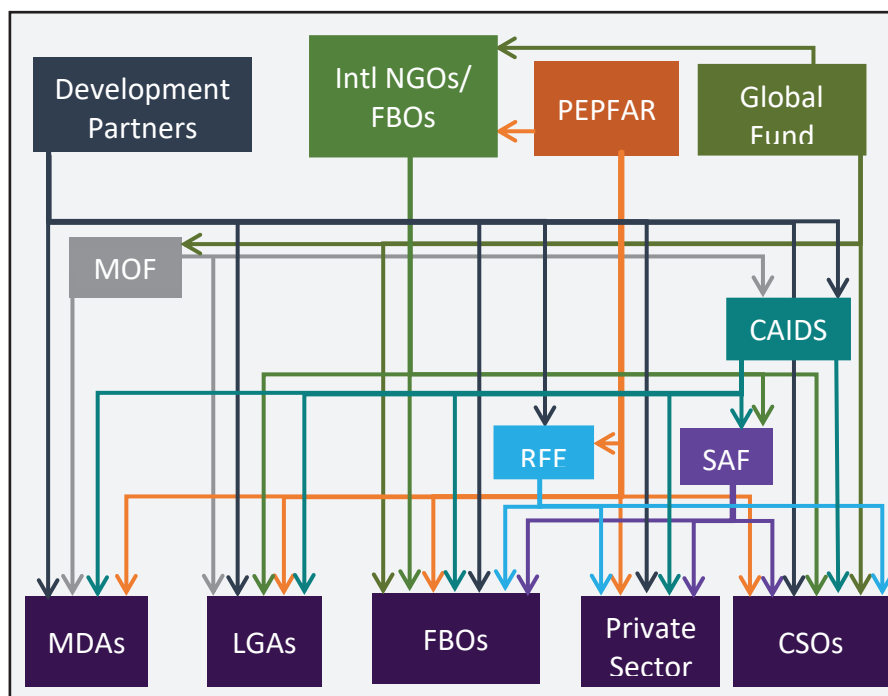 Development
Partners
Intl NGOs/
FBOs
PEPFAR
Global
Fund
MOF
CAIDS
RFE
SAF
MDAs
LGAs
FBOs
Private
Sector
CSOs